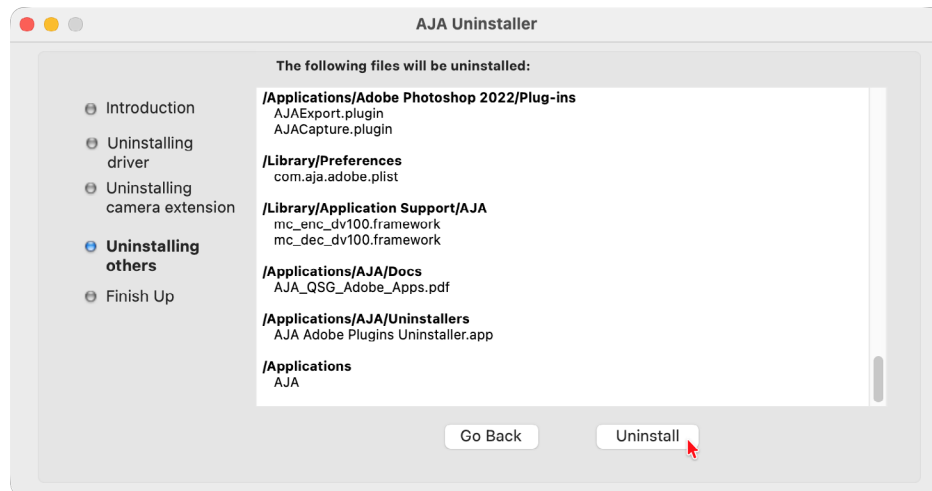 AJA Uninstaller
The following files will be uninstalled:
Introduction
Uninstalling
driver
Uninstalling
camera extension
Uninstalling
others
Finish Up
/Applications/Adobe Photoshop 2022/Plug-ins
AJAExport.plugin
AJACapture.plugin
/Library/Preferences
com.aja.adobe.plist
/Library/Application Support/AJA
mc_enc_dv100.framework
mc_dec_dv100.framework
/Applications/AJA/Docs
AJA_QSG_Adobe_Apps.pdf
/Applications/AJA/Uninstallers
AJA Adobe Plugins Uninstaller.app
/Applications
AJA
Go Back
Uninstall